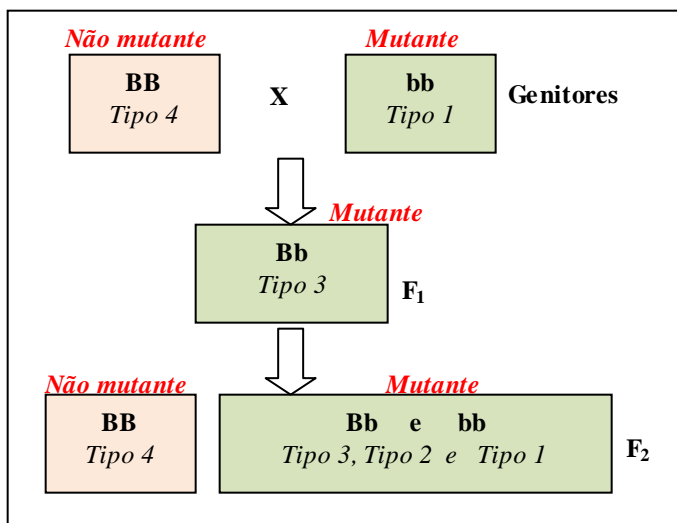 Não mutante Mutante
BB bb Genitores
Tipo 4 X Tipo 1
Mutante
Bb
Tipo 3 F1
Não mutante Mutante
BB Bb e bb
Tipo 4 Tipo 3, Tipo 2 e Tipo 1 F2